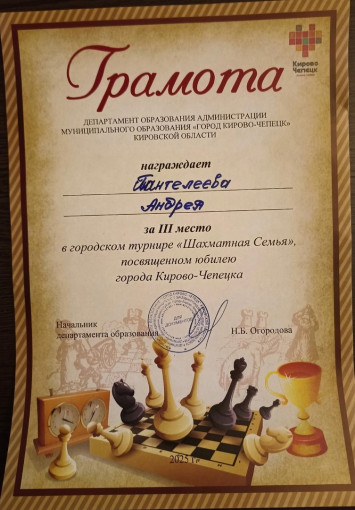 Кирово
Чепецк
Грамота
ДЕПАРТАМЕНТ ОБРАЗОВАНИЯ АДМИНИСТРАЦИИ
МУНИЦИПАЛЬНОГО ОБРАЗОВАНИЯ «ГОРОД КИРОВО-ЧЕПЕЦК»
КИРОВСКОЙ ОБЛАСТИ
награждает
Пантелеева
Андрея
за III место
в городском турнире «Шахматная Семья»,
посвященном юбилею
города Кирово-Чепецка
Начальник
департамента образования
Н.Б. Огородова
2025 г